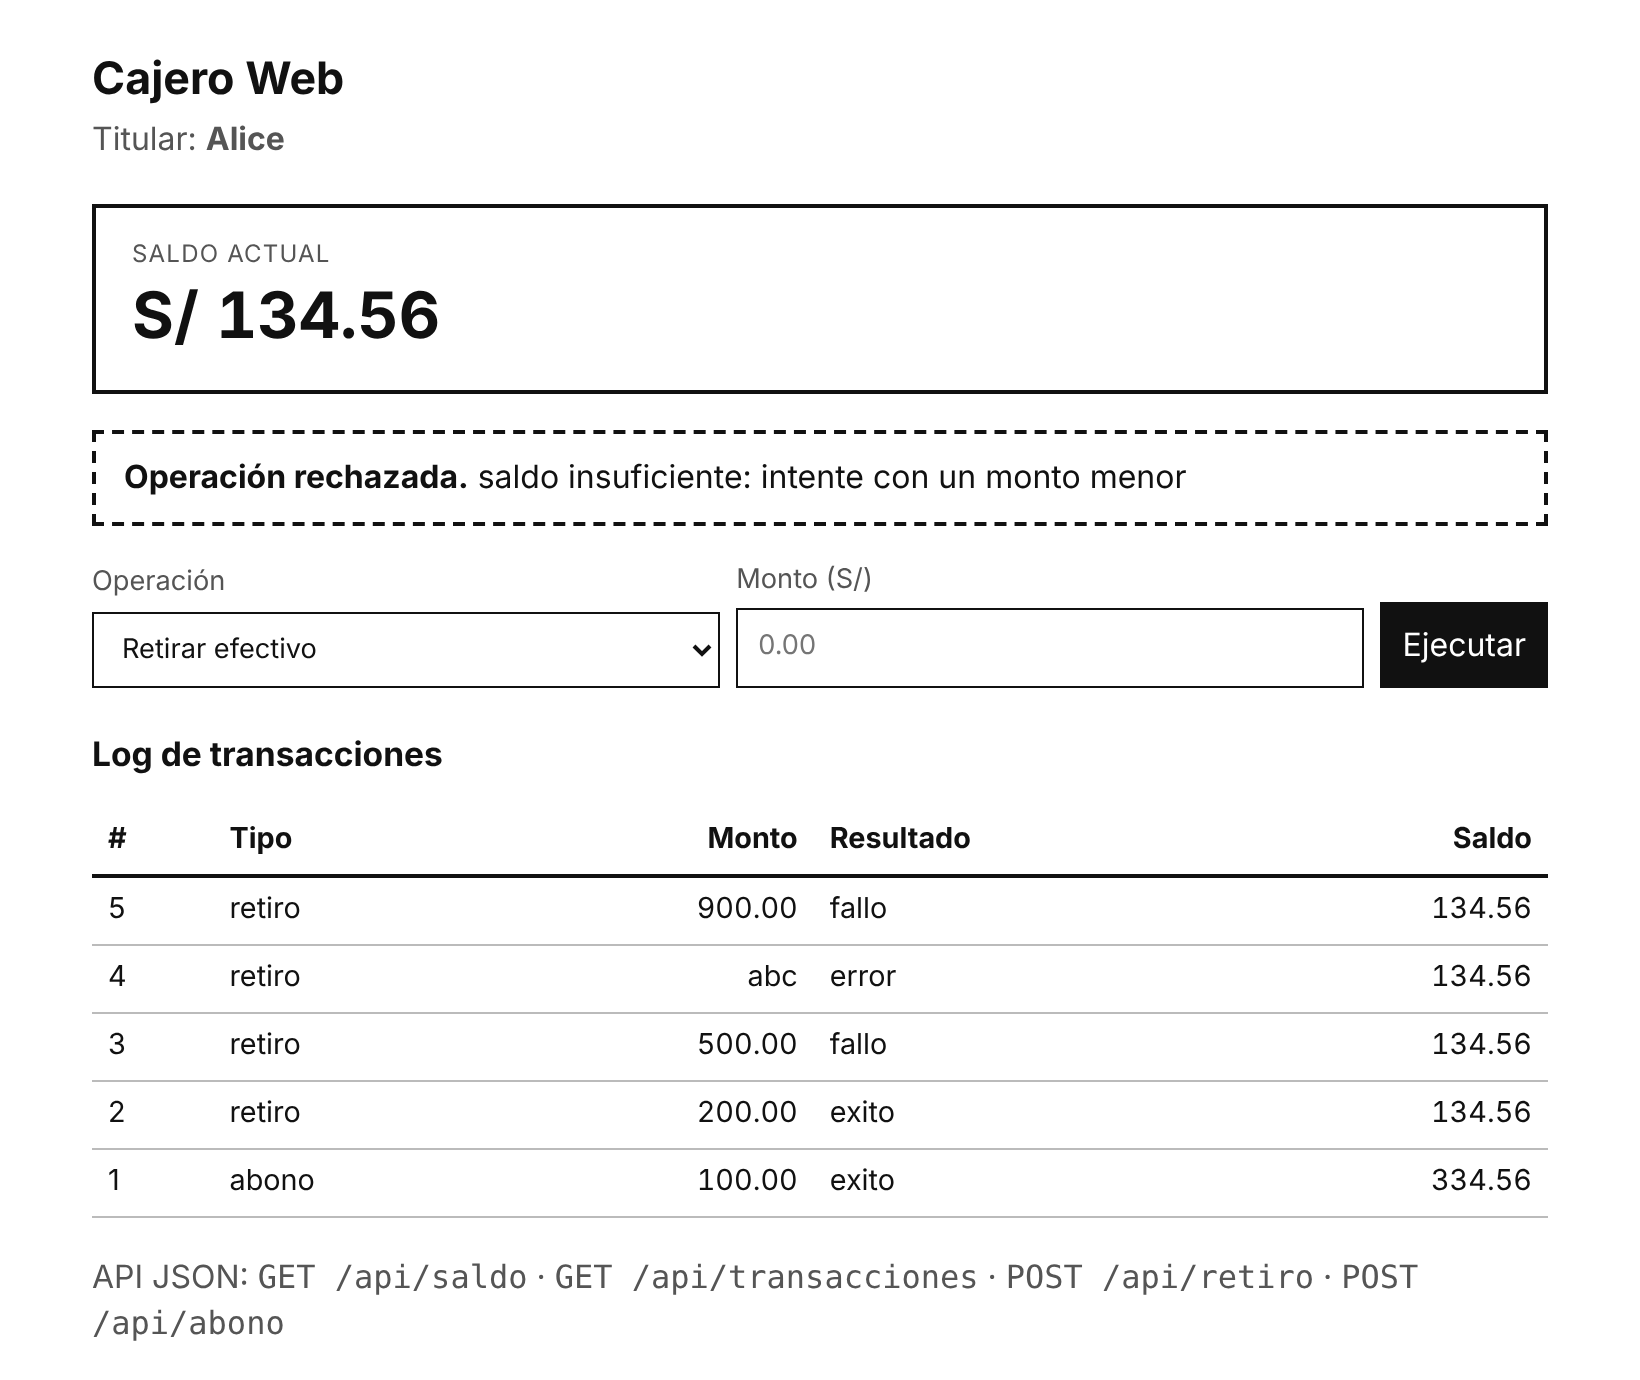 Cajero Web
Titular: Alice
SALDO ACTUAL
S/ 134.56
Operación rechazada. saldo insuficiente: intente con un monto menor
Operación
Monto (S/)
Retirar efectivo
0.00
Ejecutar
Log de transacciones
# Tipo Monto Resultado Saldo
5 retiro 900.00 fallo 134.56
4 retiro abc error 134.56
3 retiro 500.00 fallo 134.56
2 retiro 200.00 exito 134.56
1 abono 100.00 exito 334.56
API JSON: GET /api/saldo · GET /api/transacciones · POST /api/retiro · POST
/api/abono